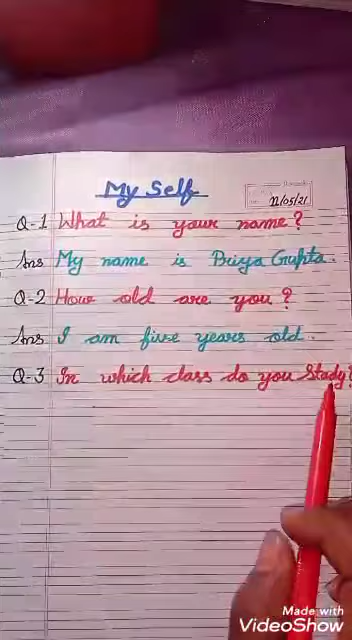 My Self
12/05/21
Q-1 What is your name?
Ans My name is Priya Gupta.
Q-2 How old are you?
Ans I am five years old.
Q-3 In which class do you Study?
Made with
VideoShow